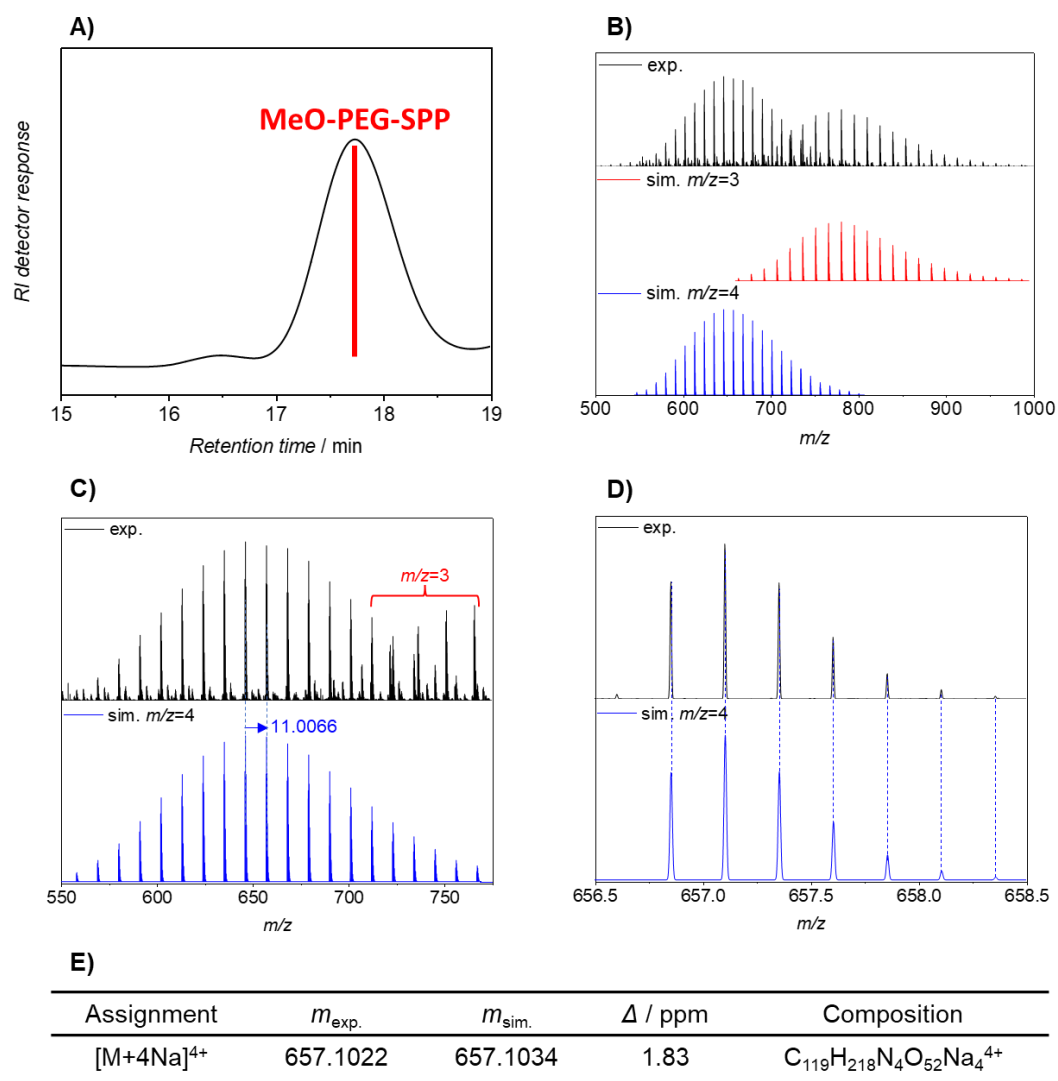 A)
MeO-PEG-SPP
RI detector response
15 16 17 18 19
Retention time / min
B)
exp.
sim. m/z=3
sim. m/z=4
500 600 700 800 900 1000
m/z
C)
exp.
m/z=3
sim. m/z=4
11.0066
550 600 650 700 750
m/z
D)
exp.
sim. m/z=4
656.5 657.0 657.5 658.0 658.5
m/z
E)
Assignment m_exp. m_sim. Δ / ppm Composition
[M+4Na]⁴⁺ 657.1022 657.1034 1.83 C₁₁₉H₂₁₈N₄O₅₂Na₄⁴⁺